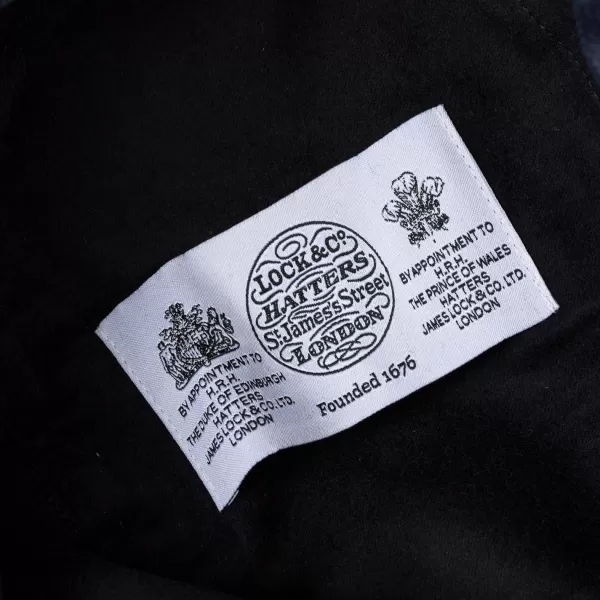 BY APPOINTMENT TO
H.R.H.
THE DUKE OF EDINBURGH
HATTERS
JAMES LOCK & CO. LTD.
LONDON
LOCK & Co.
HATTERS
St. James's Street
LONDON
Founded 1676
BY APPOINTMENT TO
H.R.H.
THE PRINCE OF WALES
HATTERS
JAMES LOCK & CO. LTD.
LONDON